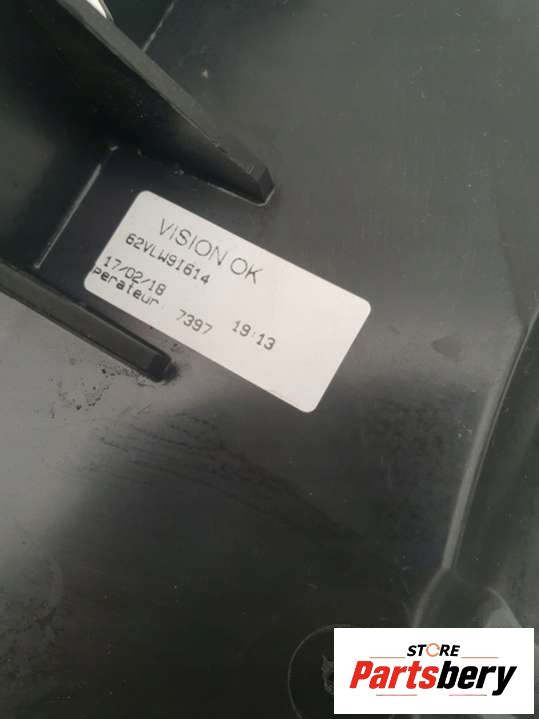 VISION OK
62VLW91614
17/02/18 19:13
perateur: 7397
STORE
Partsbery